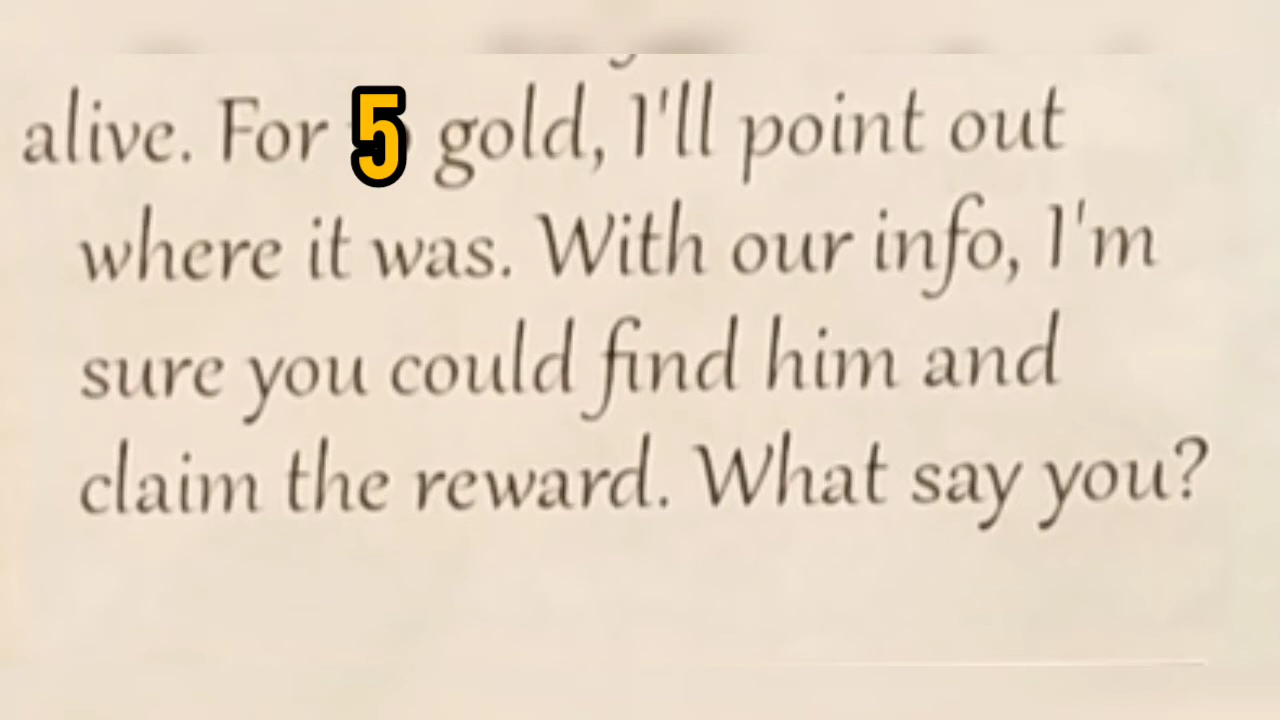 alive. For 5 gold, I'll point out
where it was. With our info, I'm
sure you could find him and
claim the reward. What say you?